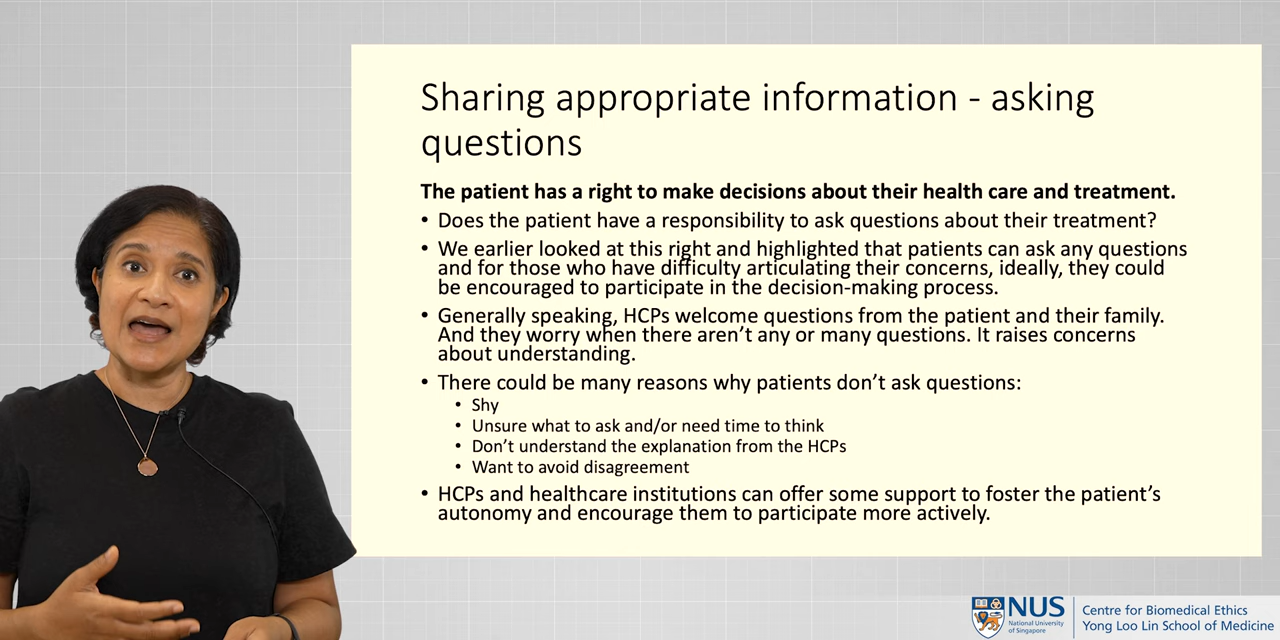 Sharing appropriate information - asking
questions
The patient has a right to make decisions about their health care and treatment.
• Does the patient have a responsibility to ask questions about their treatment?
• We earlier looked at this right and highlighted that patients can ask any questions
and for those who have difficulty articulating their concerns, ideally, they could
be encouraged to participate in the decision-making process.
• Generally speaking, HCPs welcome questions from the patient and their family.
And they worry when there aren't any or many questions. It raises concerns
about understanding.
• There could be many reasons why patients don't ask questions:
• Shy
• Unsure what to ask and/or need time to think
• Don't understand the explanation from the HCPs
• Want to avoid disagreement
• HCPs and healthcare institutions can offer some support to foster the patient's
autonomy and encourage them to participate more actively.
NUS
National University
of Singapore
Centre for Biomedical Ethics
Yong Loo Lin School of Medicine